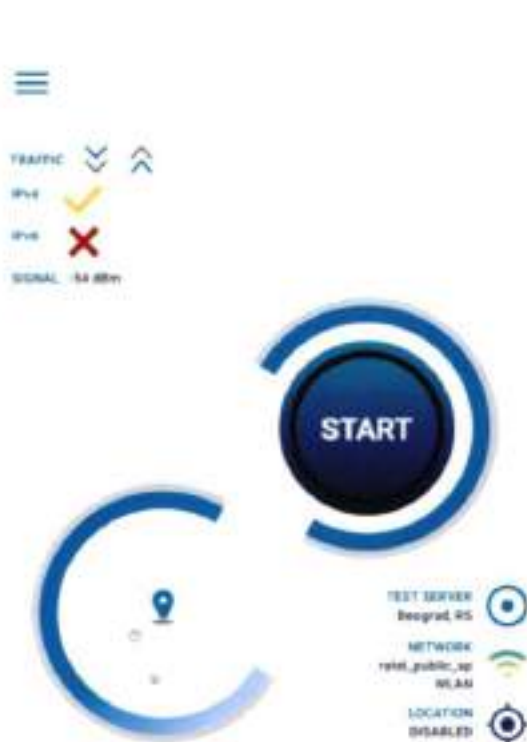 TRAFFIC
IPv4
IPv6
SIGNAL -54 dBm
START
TEST SERVER
Beograd, RS
NETWORK
ratel_public_ap
WLAN
LOCATION
DISABLED